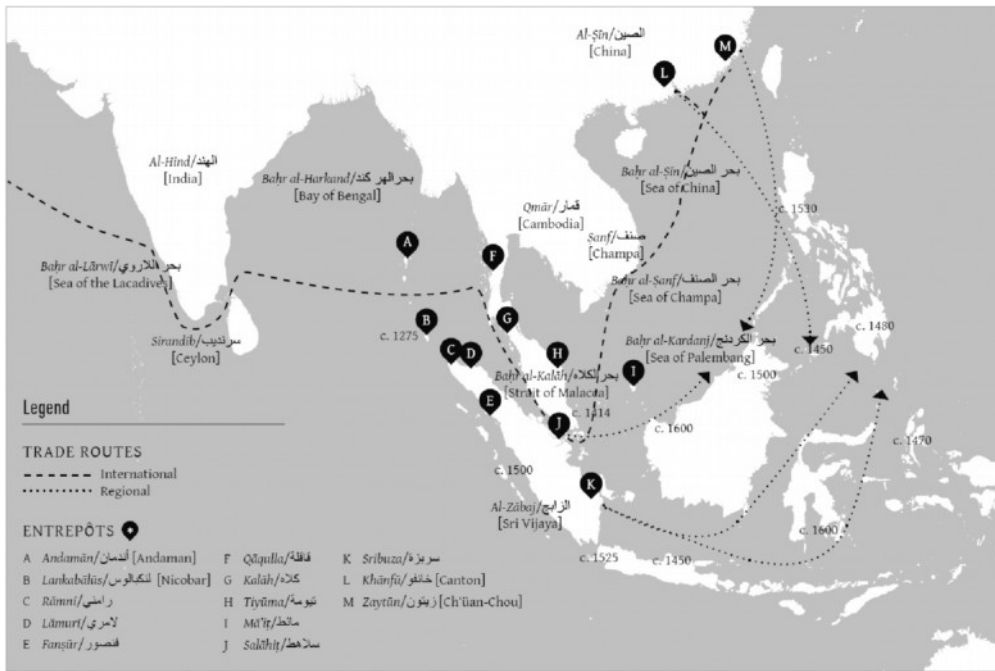 Al-Ṣīn/الصين
[China]
M
L
Al-Hind/الهند
[India]
Baḥr al-Harkand/بحر الهركند
[Bay of Bengal]
Baḥr al-Ṣīn/بحر الصين
[Sea of China]
Qmār/قمار
[Cambodia]
c. 1530
Ṣanf/صنف
[Champa]
A
F
Baḥr al-Lārwī/بحر اللاروي
[Sea of the Lacadives]
Baḥr al-Ṣanf/بحر الصنف
[Sea of Champa]
B
G
c. 1275
c. 1480
Sirandib/سرنديب
[Ceylon]
Baḥr al-Kardanj/بحر الكردنج
[Sea of Palembang]
c. 1450
C
D
H
I
Baḥr al-Kalāh/بحر الكلاه
[Strait of Malacca]
c. 1500
E
c. 1414
J
c. 1600
c. 1470
c. 1500
K
Al-Zābaj/الزابج
[Sri Vijaya]
c. 1600
c. 1525
c. 1450
Legend
TRADE ROUTES
International
Regional
ENTREPÔTS
A Andamān/أندمان [Andaman]
B Lankabālūs/لنكبالوس [Nicobar]
C Rāmni/رامني
D Lāmurī/لامري
E Fanṣūr/فنصور
F Qāqulla/قاقلة
G Kalāh/كلاه
H Tiyūma/تيومة
I Mā'iṭ/مائط
J Salāhiṭ/سلاهط
K Sribuza/سربزة
L Khānfū/خانفو [Canton]
M Zaytūn/زيتون [Ch'üan-Chou]